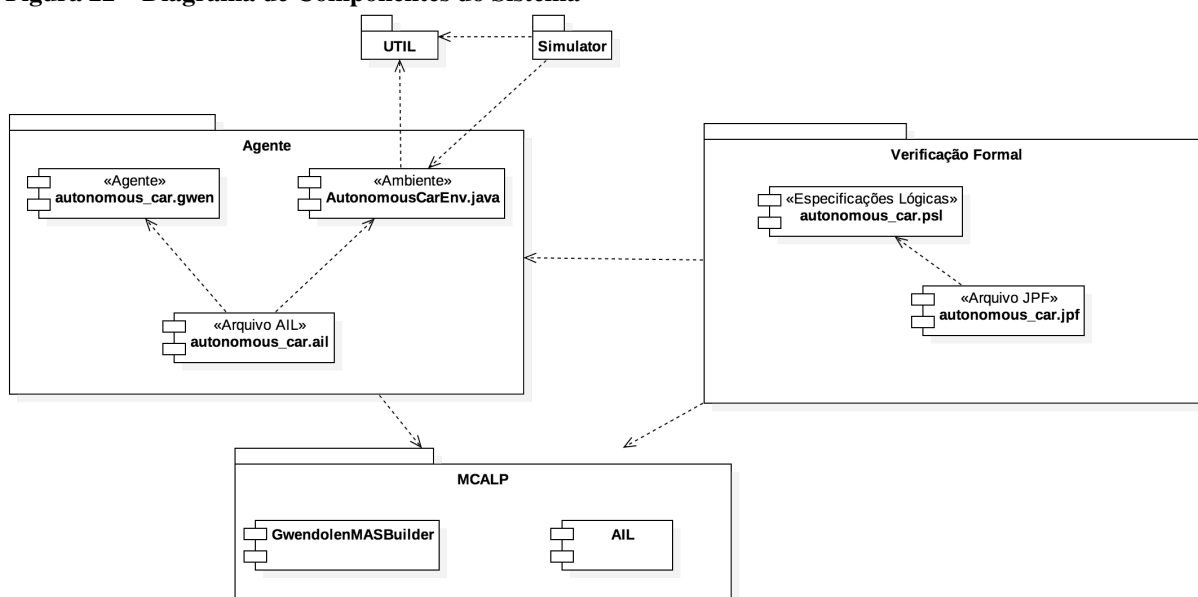 Figura 22 – Diagrama de Componentes do Sistema
UTIL
Simulator
Agente
«Agente»
autonomous_car.gwen
«Ambiente»
AutonomousCarEnv.java
«Arquivo AIL»
autonomous_car.ail
Verificação Formal
«Especificações Lógicas»
autonomous_car.psl
«Arquivo JPF»
autonomous_car.jpf
MCALP
GwendolenMASBuilder
AIL